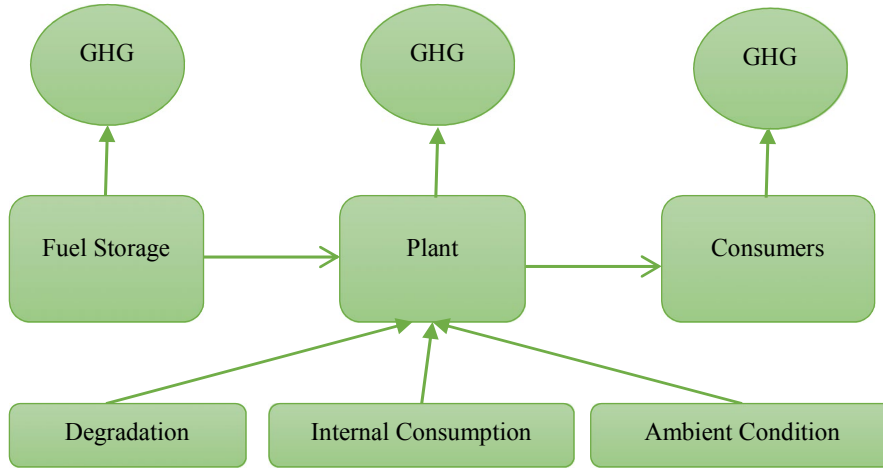 GHG
GHG
GHG
Fuel Storage
Plant
Consumers
Degradation
Internal Consumption
Ambient Condition